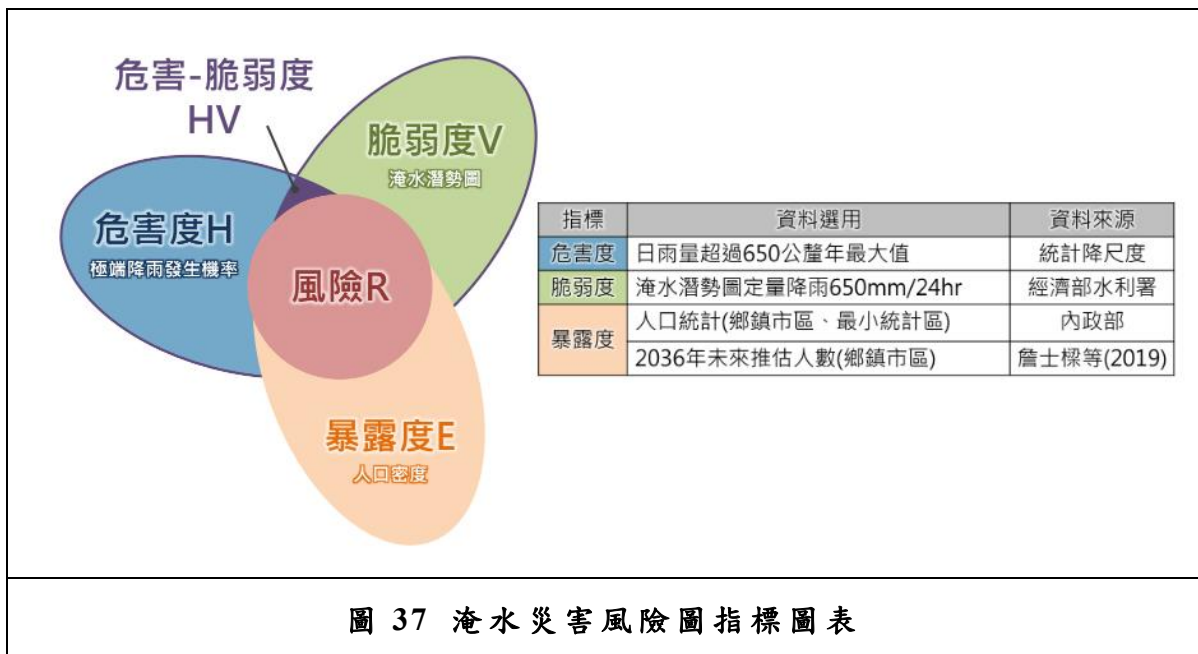 危害-脆弱度
HV
脆弱度V
淹水潛勢圖
危害度H
極端降雨發生機率
風險R
暴露度E
人口密度
指標 資料選用 資料來源
危害度 日雨量超過650公釐年最大值 統計降尺度
脆弱度 淹水潛勢圖定量降雨650mm/24hr 經濟部水利署
暴露度 人口統計(鄉鎮市區、最小統計區) 內政部
2036年未來推估人數(鄉鎮市區) 詹士樑等(2019)
圖 37 淹水災害風險圖指標圖表